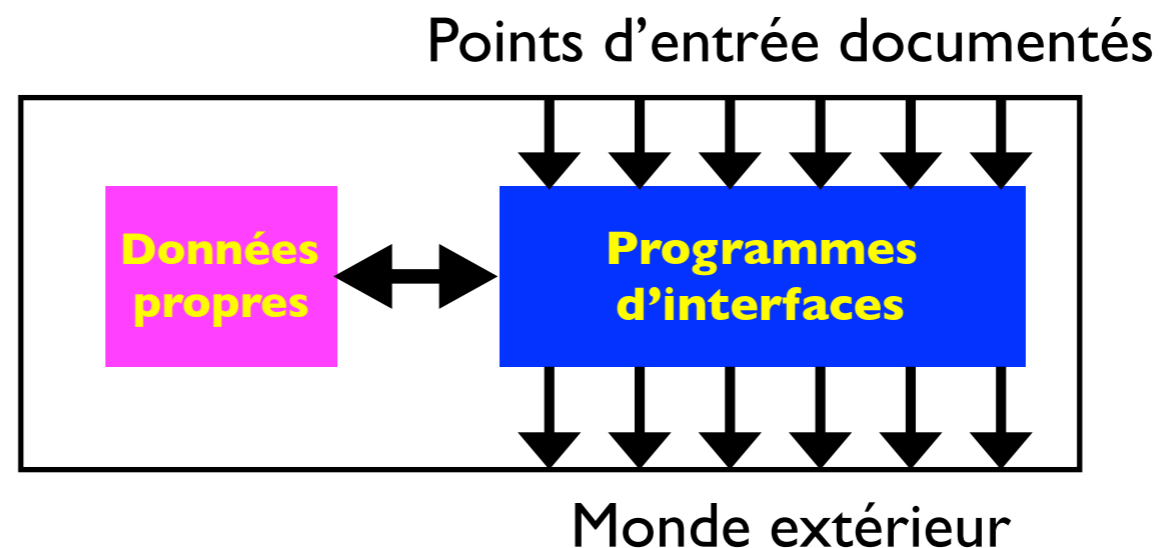 Points d’entrée documentés
Données
propres
Programmes
d’interfaces
Monde extérieur